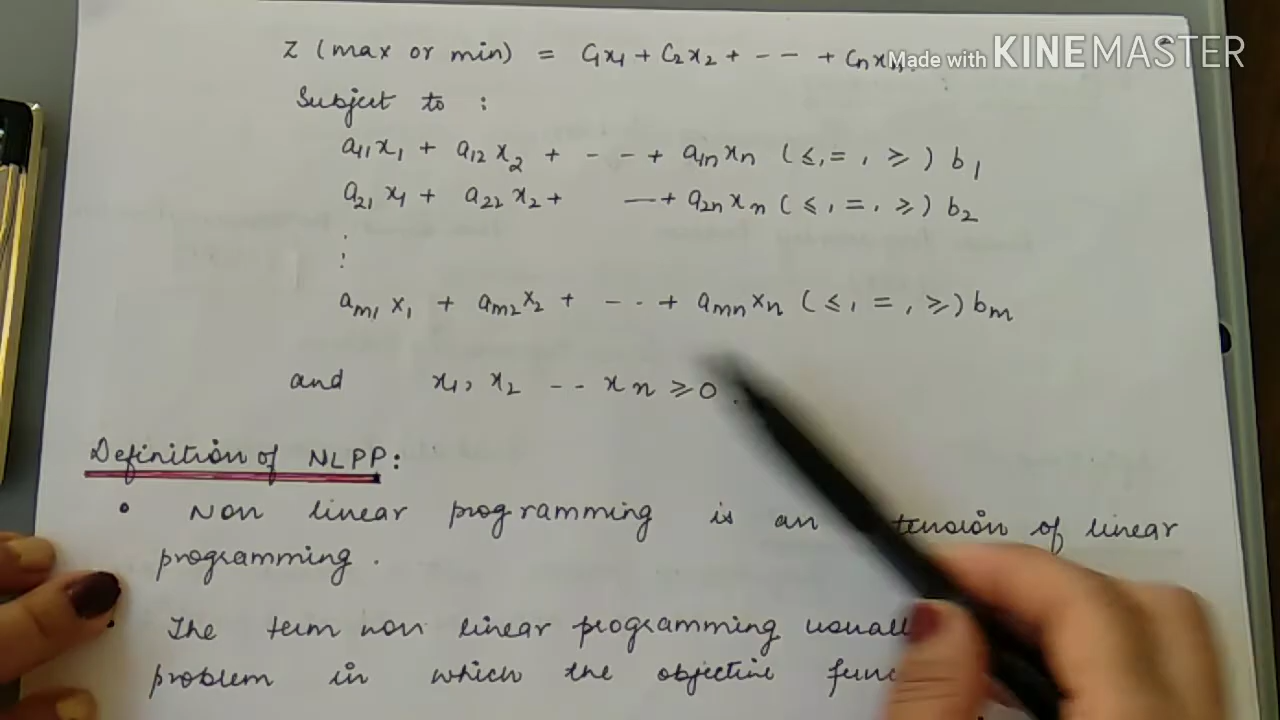 Z (max or min) = C1x1 + C2x2 + -- -- + Cnxn.
Made with KINEMASTER
Subject to :
a11x1 + a12x2 + - - - + a1nxn (≤, =, ≥) b1
a21x1 + a22x2 + — + a2nxn (≤, =, ≥) b2
:
am1x1 + am2x2 + - - - + amnxn (≤, =, ≥) bm
and x1, x2 -- xn ≥ 0.
Definition of NLPP:
• Non linear programming is an tension of linear
programming.
• The term non linear programming usuall
problem in which the objective func